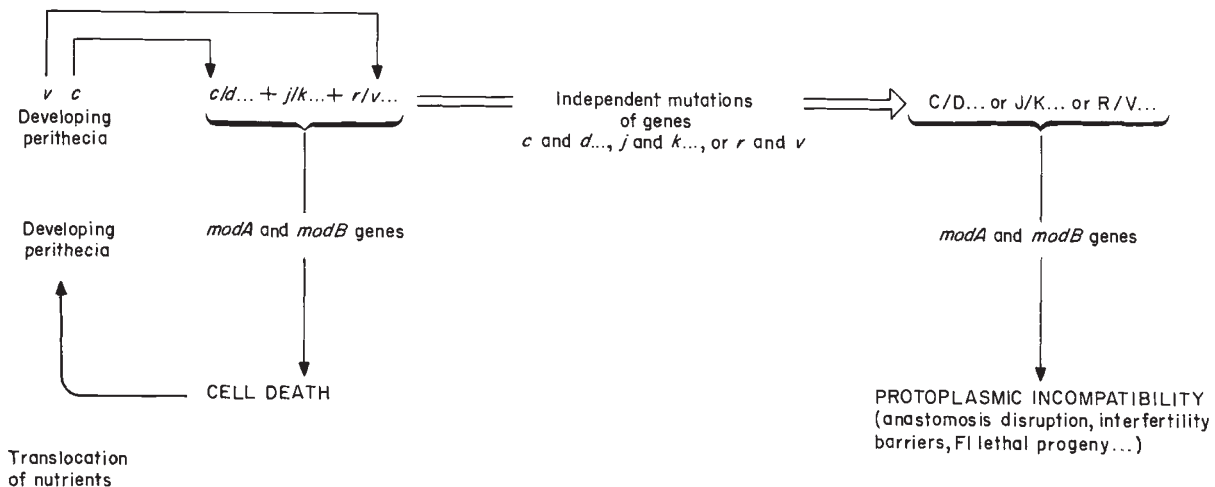 v c
Developing
perithecia
c/d... + j/k... + r/v...
Independent mutations
of genes
c and d..., j and k..., or r and v
C/D... or J/K... or R/V...
Developing
perithecia
modA and modB genes
modA and modB genes
CELL DEATH
PROTOPLASMIC INCOMPATIBILITY
(anastomosis disruption, interfertility
barriers, FI lethal progeny...)
Translocation
of nutrients